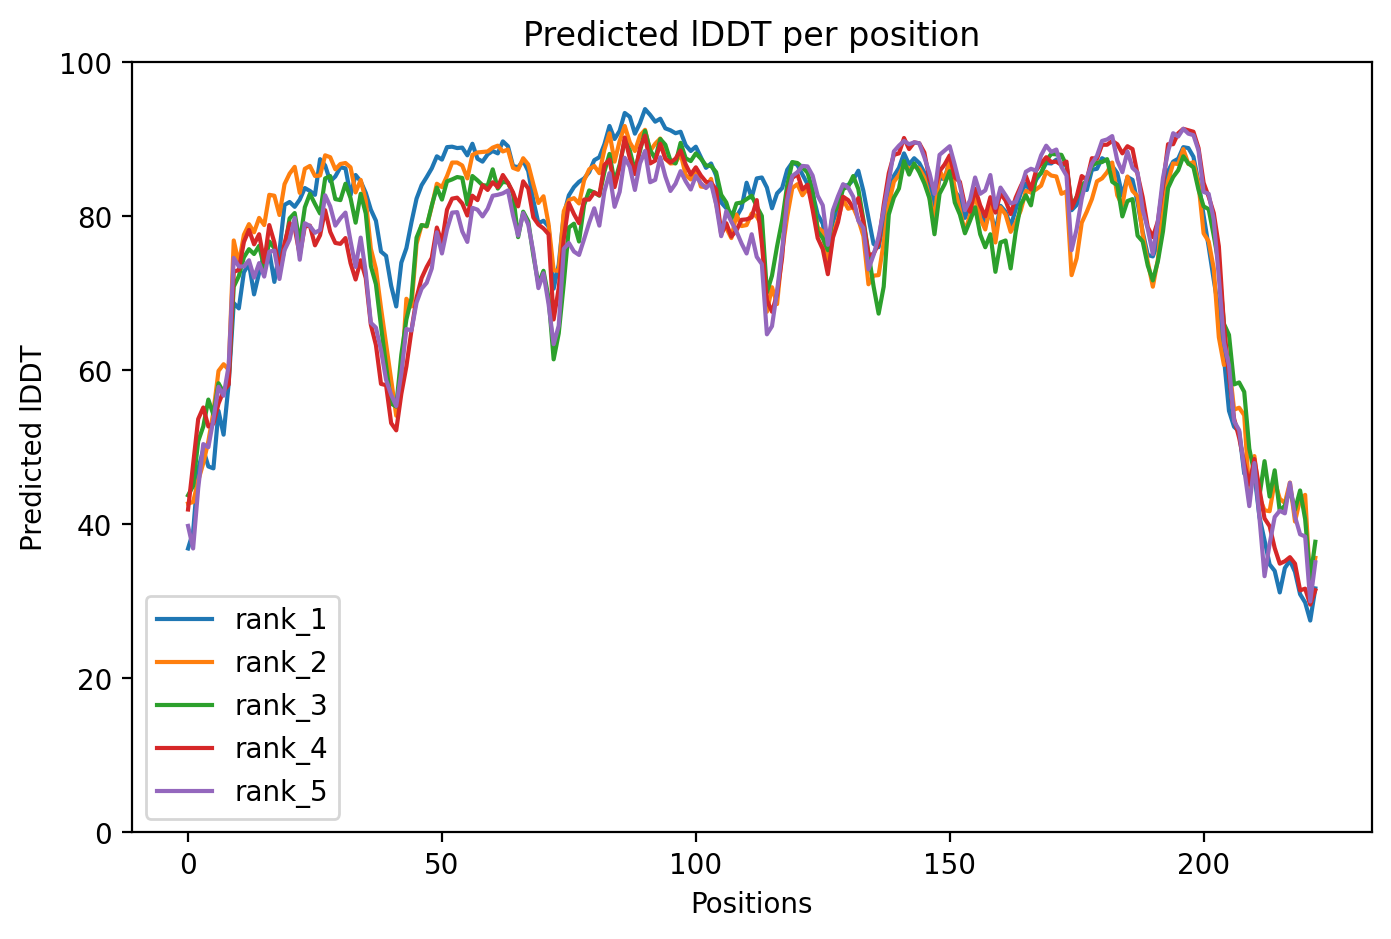 Predicted lDDT per position
100
80
60
40
20
0
Predicted lDDT
rank_1
rank_2
rank_3
rank_4
rank_5
0 50 100 150 200
Positions